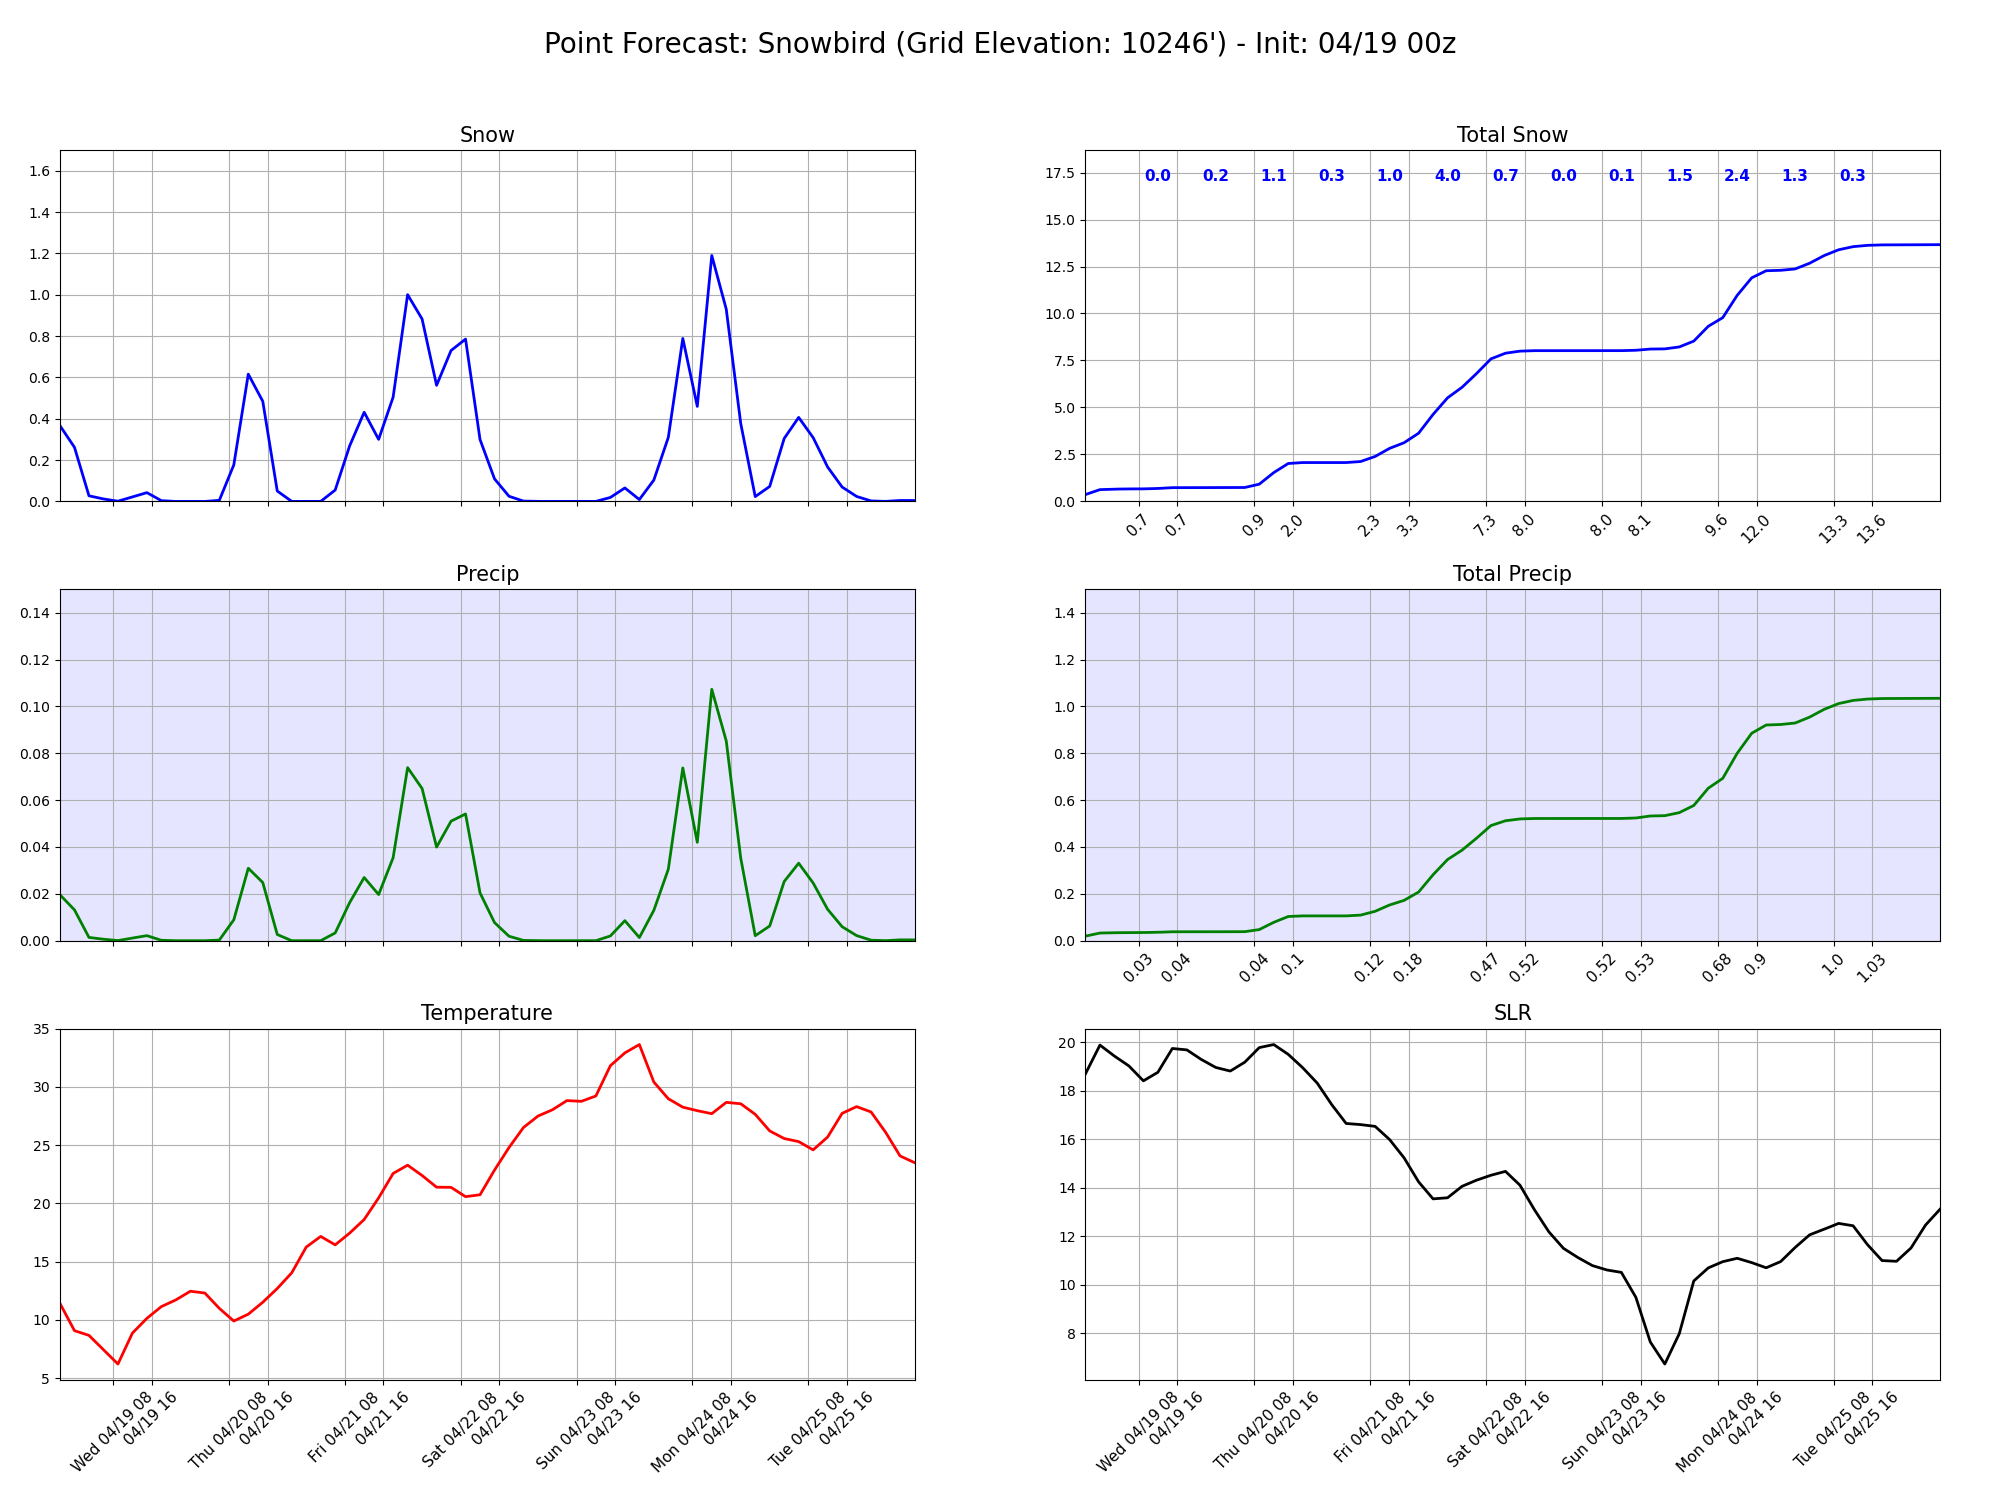 Point Forecast: Snowbird (Grid Elevation: 10246') - Init: 04/19 00z
Snow
1.6
1.4
1.2
1.0
0.8
0.6
0.4
0.2
0.0
Total Snow
17.5
15.0
12.5
10.0
7.5
5.0
2.5
0.0
0.0 0.2 1.1 0.3 1.0 4.0 0.7 0.0 0.1 1.5 2.4 1.3 0.3
0.7 0.7 0.9 2.0 2.3 3.3 7.3 8.0 8.0 8.1 9.6 12.0 13.3 13.6
Precip
0.14
0.12
0.10
0.08
0.06
0.04
0.02
0.00
Total Precip
1.4
1.2
1.0
0.8
0.6
0.4
0.2
0.0
0.03 0.04 0.04 0.1 0.12 0.18 0.47 0.52 0.52 0.53 0.68 0.9 1.0 1.03
Temperature
35
30
25
20
15
10
5
Wed 04/19 08
04/19 16
Thu 04/20 08
04/20 16
Fri 04/21 08
04/21 16
Sat 04/22 08
04/22 16
Sun 04/23 08
04/23 16
Mon 04/24 08
04/24 16
Tue 04/25 08
04/25 16
SLR
20
18
16
14
12
10
8
Wed 04/19 08
04/19 16
Thu 04/20 08
04/20 16
Fri 04/21 08
04/21 16
Sat 04/22 08
04/22 16
Sun 04/23 08
04/23 16
Mon 04/24 08
04/24 16
Tue 04/25 08
04/25 16